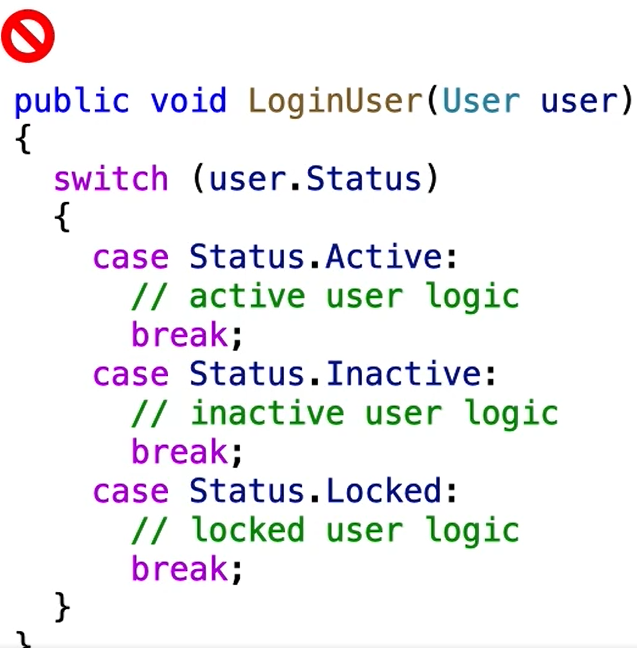 public void LoginUser(User user)
{
  switch (user.Status)
  {
    case Status.Active:
      // active user logic
      break;
    case Status.Inactive:
      // inactive user logic
      break;
    case Status.Locked:
      // locked user logic
      break;
  }
}